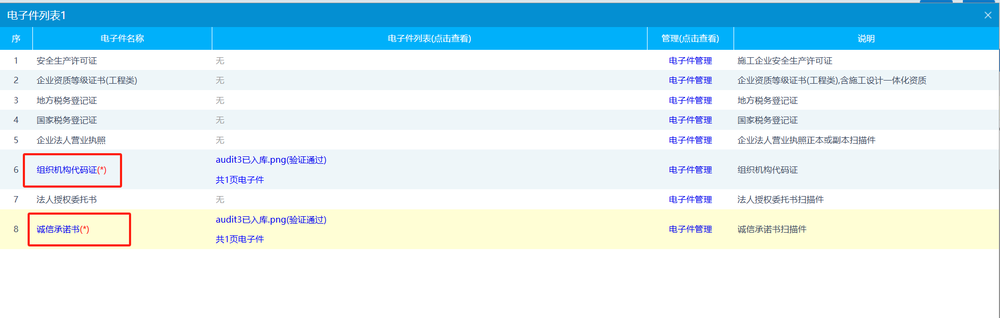 电子件列表1
序 电子件名称 电子件列表(点击查看) 管理(点击查看) 说明
1 安全生产许可证 无 电子件管理 施工企业安全生产许可证
2 企业资质等级证书(工程类) 无 电子件管理 企业资质等级证书(工程类),含施工设计一体化资质
3 地方税务登记证 无 电子件管理 地方税务登记证
4 国家税务登记证 无 电子件管理 国家税务登记证
5 企业法人营业执照 无 电子件管理 企业法人营业执照正本或副本扫描件
audit3已入库.png(验证通过)
6 组织机构代码证(*) 电子件管理 组织机构代码证
共1页电子件
7 法人授权委托书 无 电子件管理 法人授权委托书扫描件
audit3已入库.png(验证通过)
8 诚信承诺书(*) 电子件管理 诚信承诺书扫描件
共1页电子件